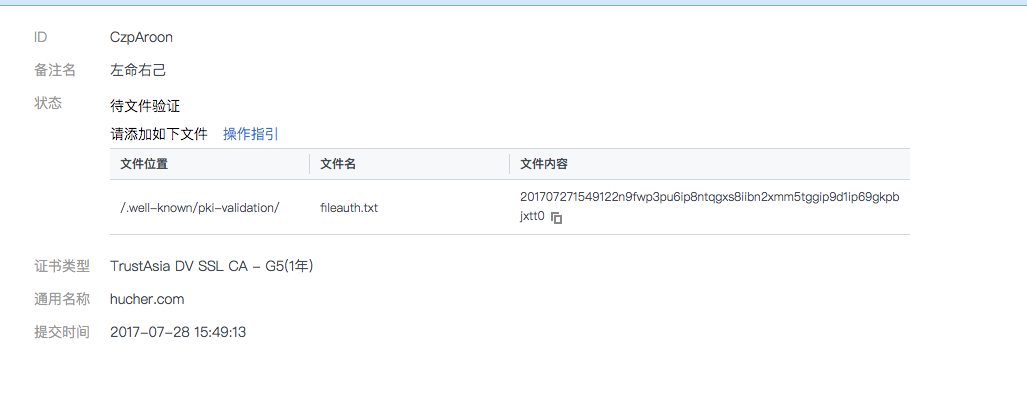 ID CzpAroon
备注名 左命右己
状态 待文件验证
请添加如下文件 操作指引
文件位置 文件名 文件内容
/.well-known/pki-validation/ fileauth.txt 201707271549122n9fwp3pu6ip8ntqgxs8iibn2xmm5tggip9d1ip69gkpb
jxtt0
证书类型 TrustAsia DV SSL CA - G5(1年)
通用名称 hucher.com
提交时间 2017-07-28 15:49:13